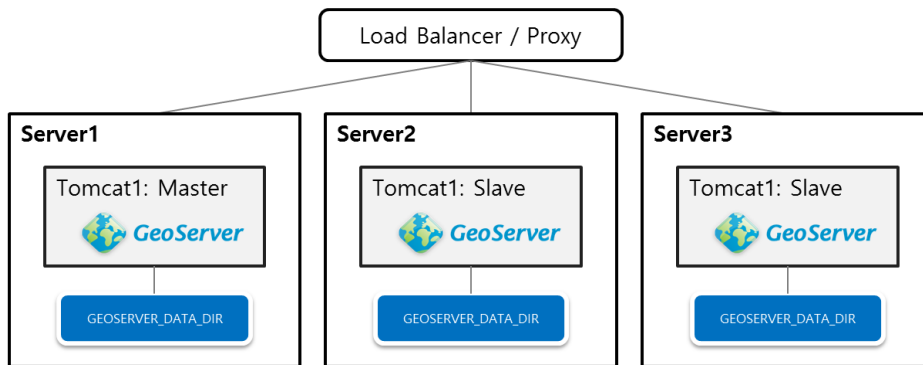 Load Balancer / Proxy
Server1
Server2
Server3
Tomcat1: Master
Tomcat1: Slave
Tomcat1: Slave
GeoServer
GeoServer
GeoServer
GEOSERVER_DATA_DIR
GEOSERVER_DATA_DIR
GEOSERVER_DATA_DIR